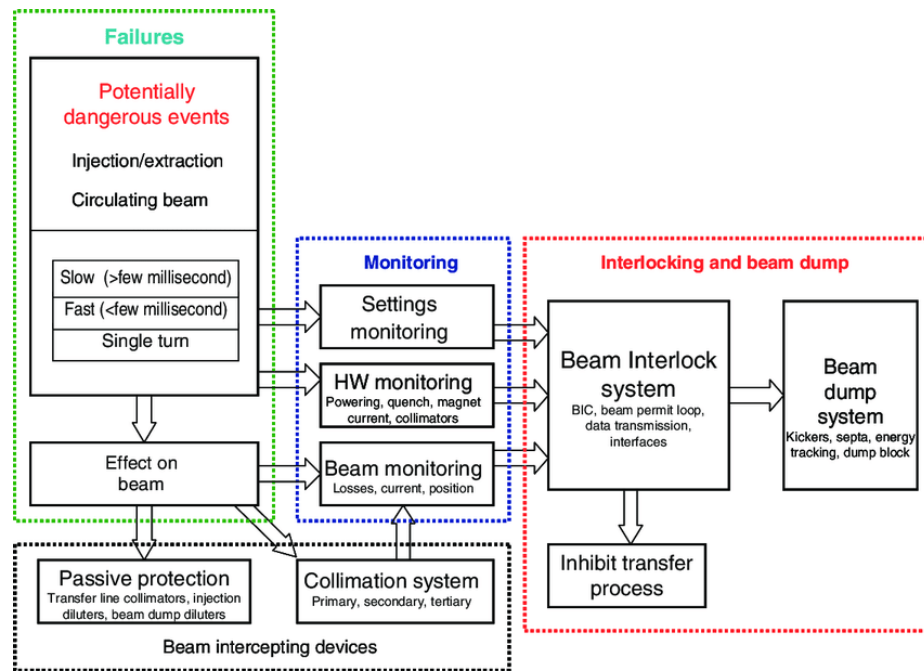 Failures
Potentially
dangerous events
Injection/extraction
Circulating beam
Slow (>few millisecond)
Fast (<few millisecond)
Single turn
Effect on
beam
Monitoring
Settings
monitoring
HW monitoring
Powering, quench, magnet
current, collimators
Beam monitoring
Losses, current, position
Interlocking and beam dump
Beam Interlock
system
BIC, beam permit loop,
data transmission,
interfaces
Beam
dump
system
Kickers, septa, energy
tracking, dump block
Inhibit transfer
process
Passive protection
Transfer line collimators, injection
diluters, beam dump diluters
Collimation system
Primary, secondary, tertiary
Beam intercepting devices